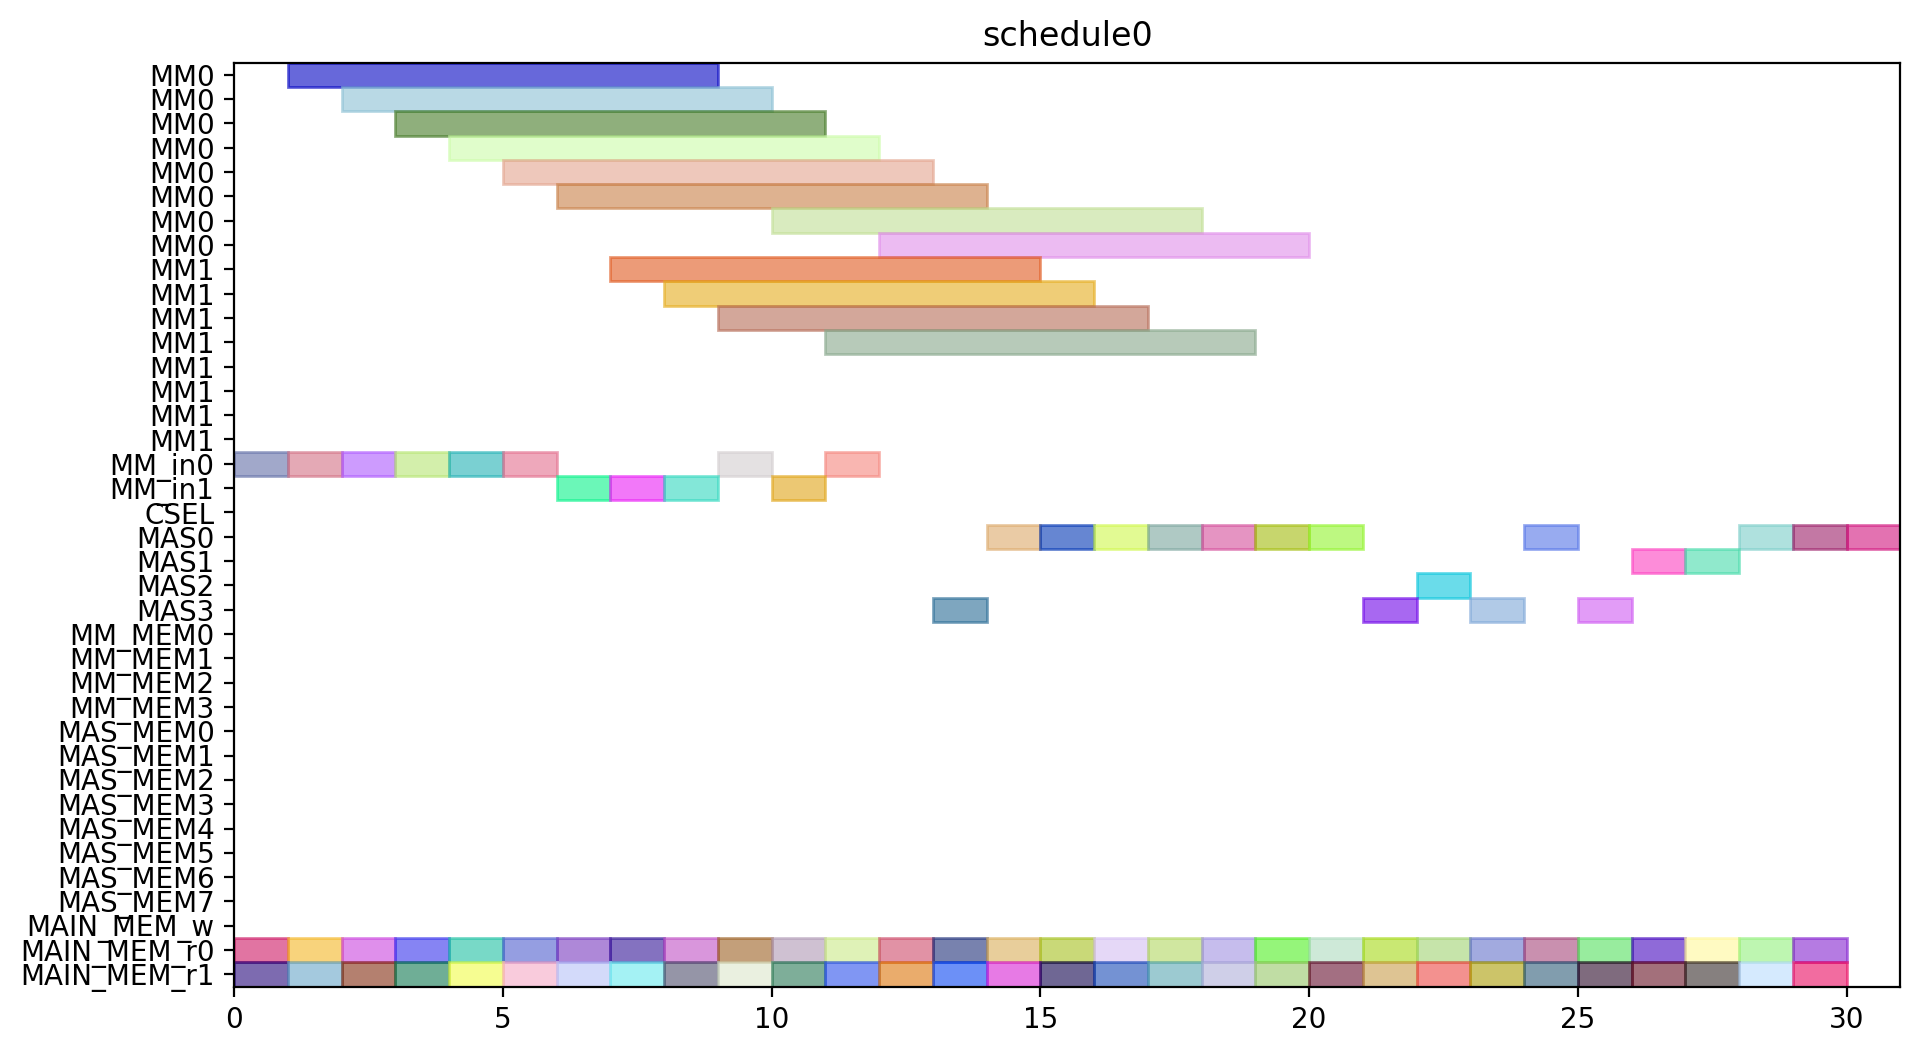 schedule0
MM0
MM0
MM0
MM0
MM0
MM0
MM0
MM0
MM1
MM1
MM1
MM1
MM1
MM1
MM1
MM1
MM_in0
MM_in1
CSEL
MAS0
MAS1
MAS2
MAS3
MM_MEM0
MM_MEM1
MM_MEM2
MM_MEM3
MAS_MEM0
MAS_MEM1
MAS_MEM2
MAS_MEM3
MAS_MEM4
MAS_MEM5
MAS_MEM6
MAS_MEM7
MAIN_MEM_w
MAIN_MEM_r0
MAIN_MEM_r1
0 5 10 15 20 25 30